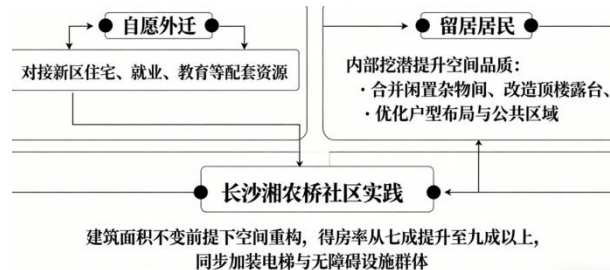 自愿外迁
对接新区住宅、就业、教育等配套资源
留居居民
内部挖潜提升空间品质：
·合并闲置杂物间、改造顶楼露台、
·优化户型布局与公共区域
长沙湘农桥社区实践
建筑面积不变前提下空间重构，得房率从七成提升至九成以上，
同步加装电梯与无障碍设施群体